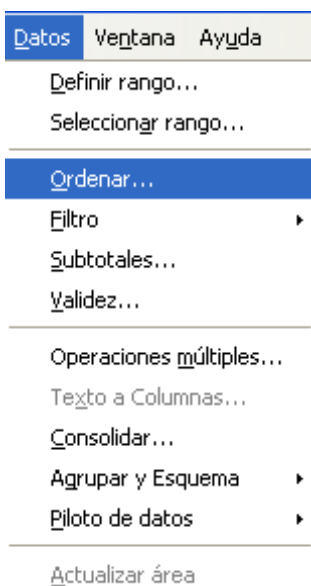 Datos Ventana Ayuda
Definir rango...
Seleccionar rango...
Ordenar...
Filtro
Subtotales...
Validez...
Operaciones múltiples...
Texto a Columnas...
Consolidar...
Agrupar y Esquema
Piloto de datos
Actualizar área